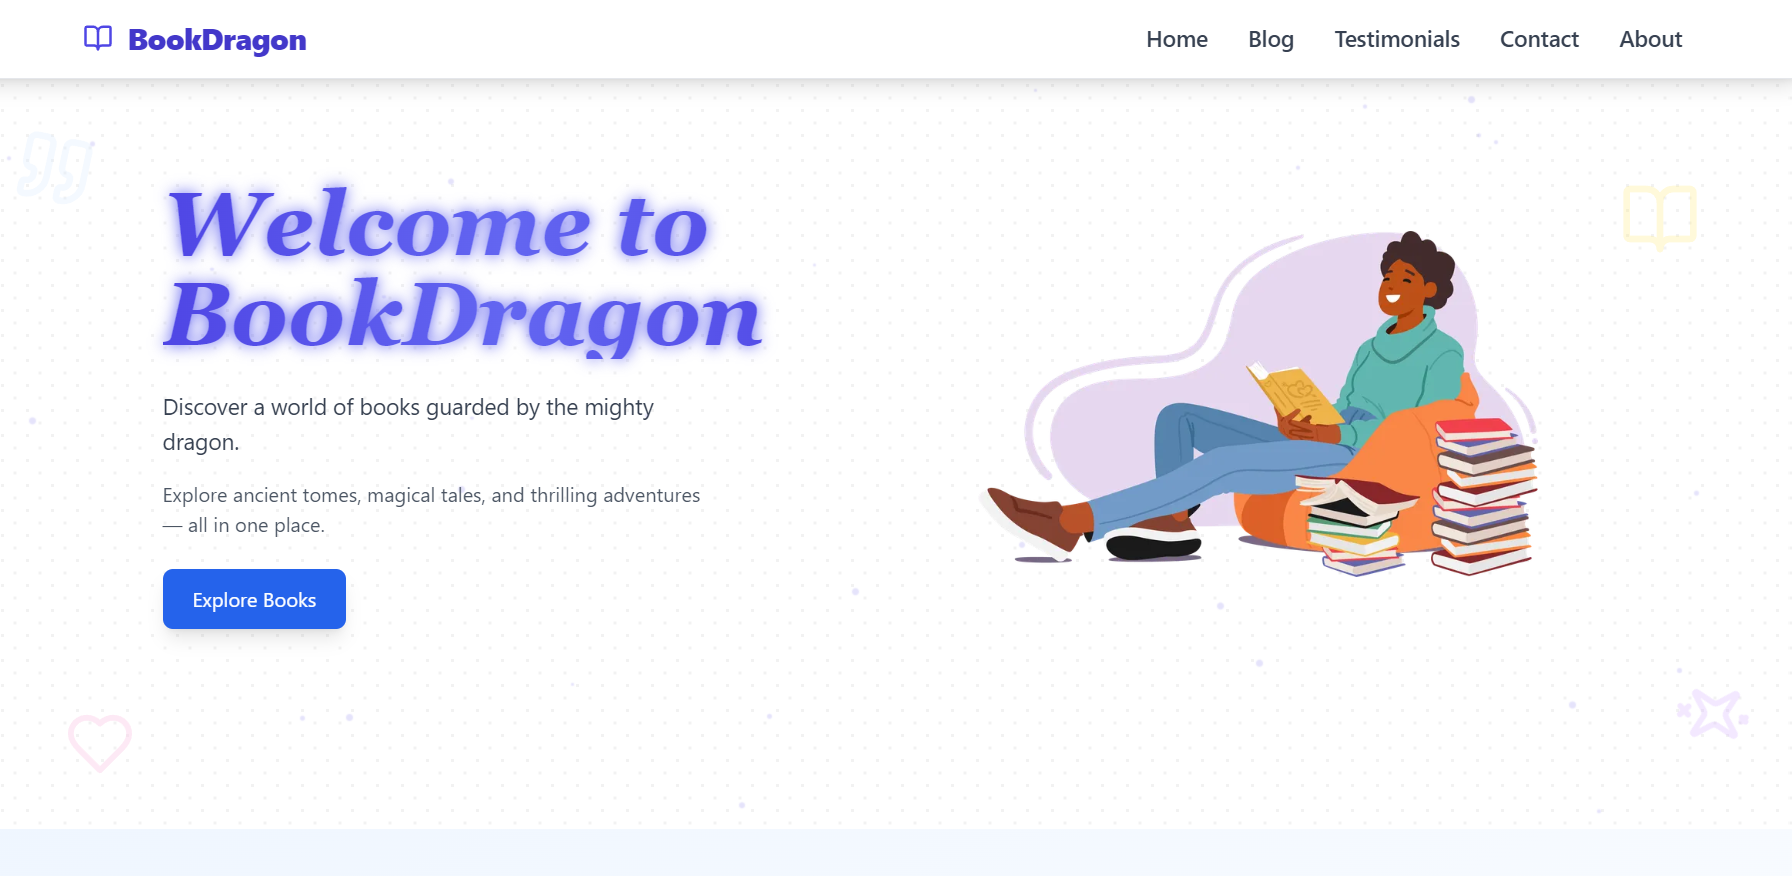 BookDragon
Home
Blog
Testimonials
Contact
About
Welcome to
BookDragon
Discover a world of books guarded by the mighty
dragon.
Explore ancient tomes, magical tales, and thrilling adventures
— all in one place.
Explore Books